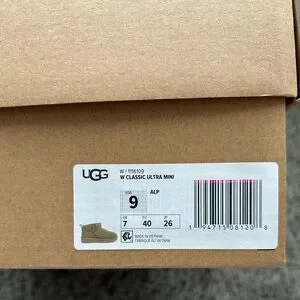 UGG
W / 1116109
W CLASSIC ULTRA MINI
USA
9
ALP
UK EU JP
7 40 26
MADE IN VIETNAM
FABRIQUÉ AU VIETNAM
1 94715 08120 8